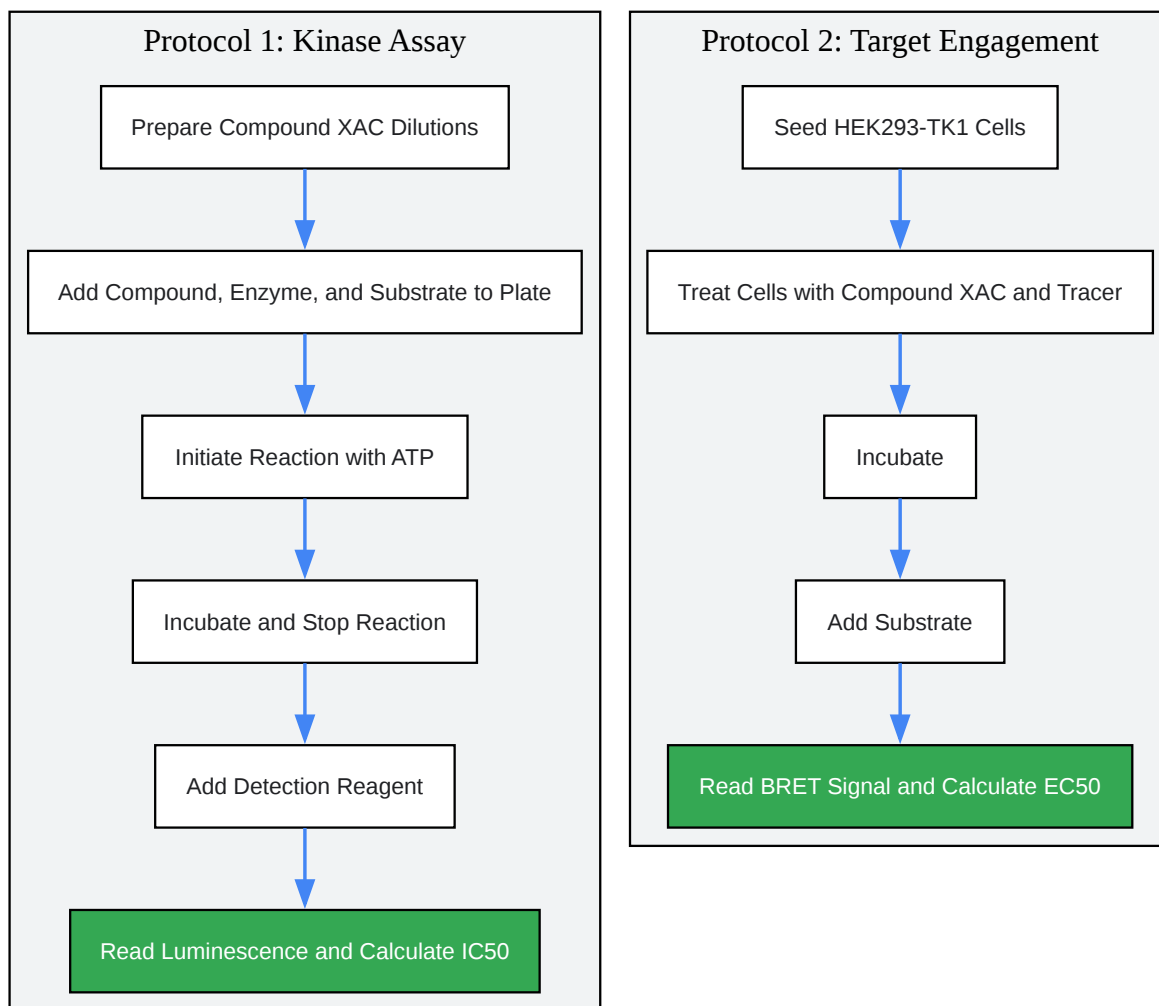 Protocol 1: Kinase Assay
Prepare Compound XAC Dilutions
Add Compound, Enzyme, and Substrate to Plate
Initiate Reaction with ATP
Incubate and Stop Reaction
Add Detection Reagent
Read Luminescence and Calculate IC50
Protocol 2: Target Engagement
Seed HEK293-TK1 Cells
Treat Cells with Compound XAC and Tracer
Incubate
Add Substrate
Read BRET Signal and Calculate EC50